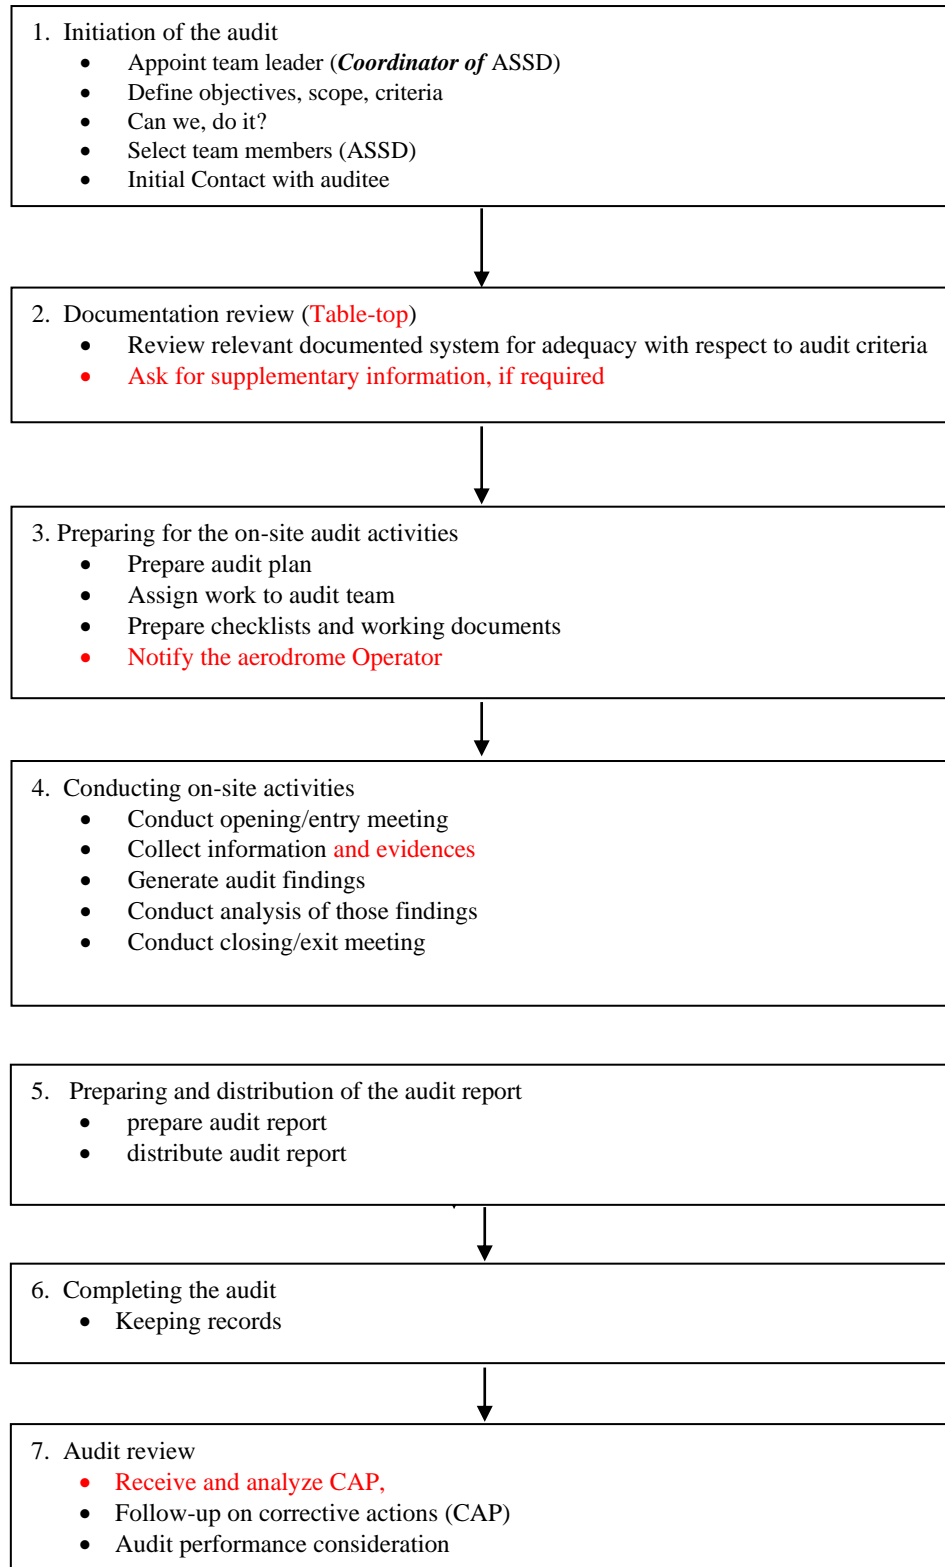 1. Initiation of the audit
• Appoint team leader (Coordinator of ASSD)
• Define objectives, scope, criteria
• Can we, do it?
• Select team members (ASSD)
• Initial Contact with auditee
2. Documentation review (Table-top)
• Review relevant documented system for adequacy with respect to audit criteria
• Ask for supplementary information, if required
3. Preparing for the on-site audit activities
• Prepare audit plan
• Assign work to audit team
• Prepare checklists and working documents
• Notify the aerodrome Operator
4. Conducting on-site activities
• Conduct opening/entry meeting
• Collect information and evidences
• Generate audit findings
• Conduct analysis of those findings
• Conduct closing/exit meeting
5. Preparing and distribution of the audit report
• prepare audit report
• distribute audit report
6. Completing the audit
• Keeping records
7. Audit review
• Receive and analyze CAP,
• Follow-up on corrective actions (CAP)
• Audit performance consideration